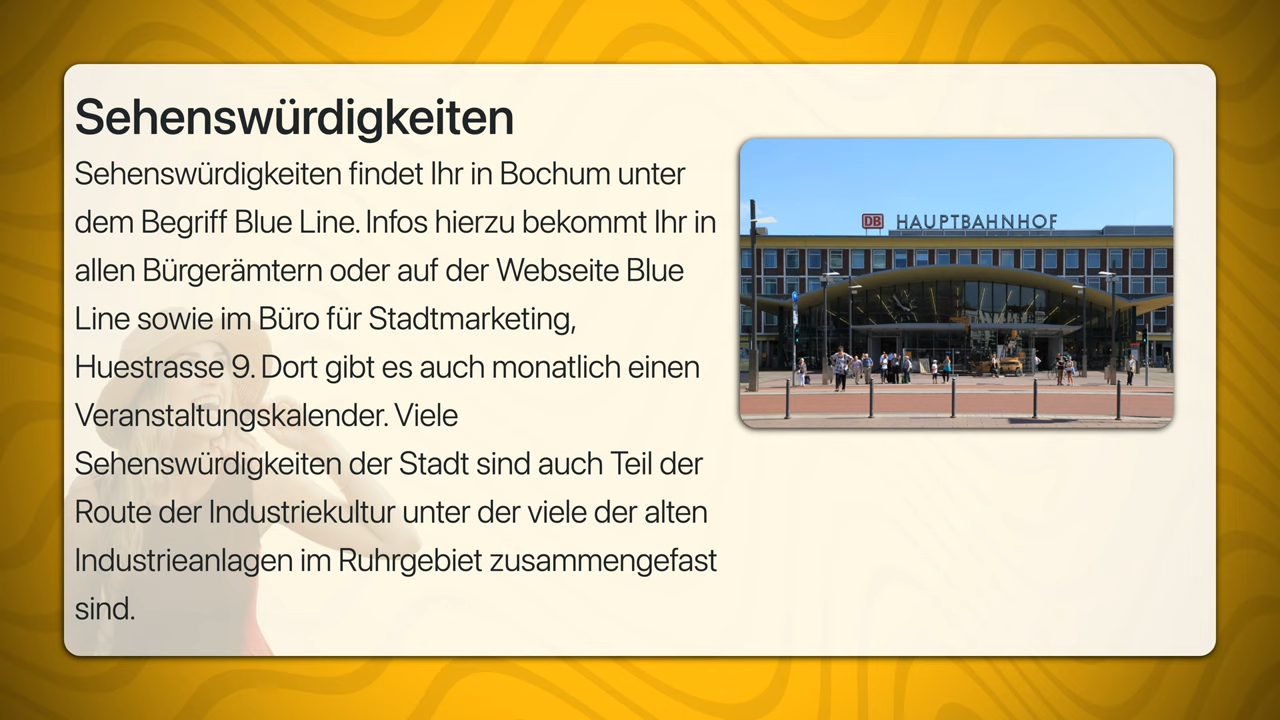 Sehenswürdigkeiten
Sehenswürdigkeiten findet Ihr in Bochum unter
dem Begriff Blue Line. Infos hierzu bekommt Ihr in
allen Bürgerämtern oder auf der Webseite Blue
Line sowie im Büro für Stadtmarketing,
Huestrasse 9. Dort gibt es auch monatlich einen
Veranstaltungskalender. Viele
Sehenswürdigkeiten der Stadt sind auch Teil der
Route der Industriekultur unter der viele der alten
Industrieanlagen im Ruhrgebiet zusammengefast
sind.
DB HAUPTBAHNHOF